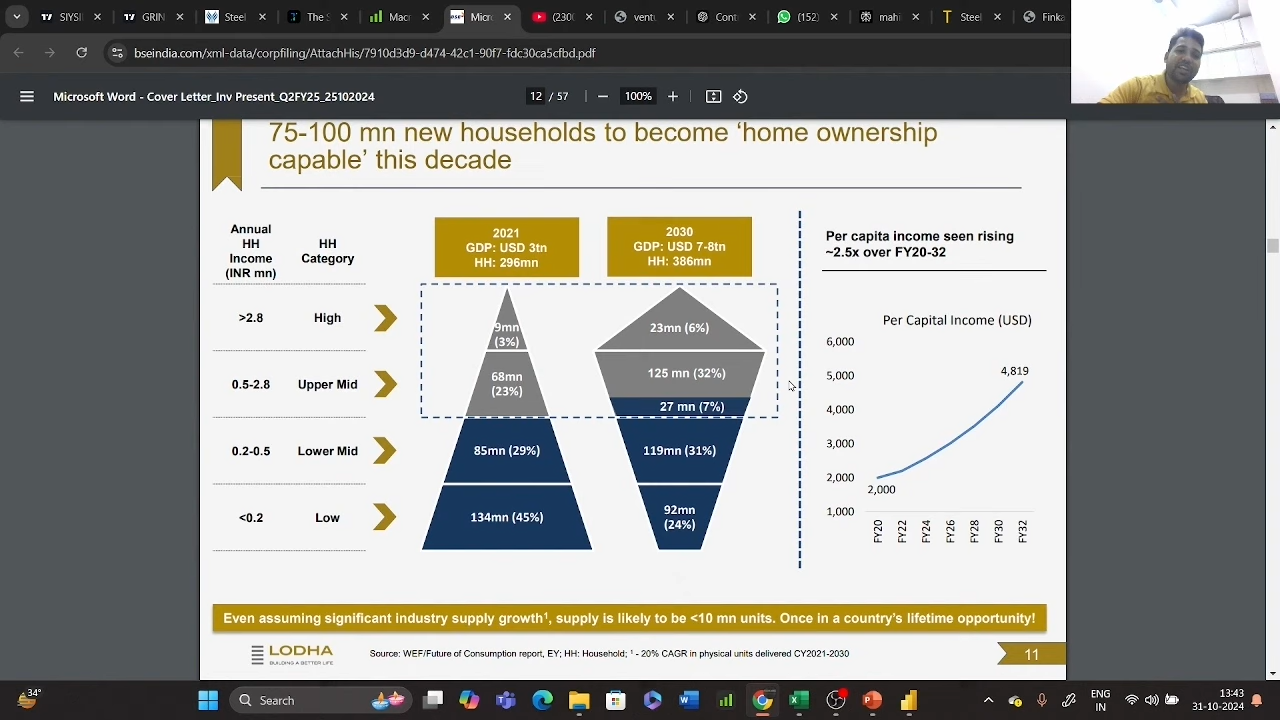 SYSII
TYPIN
81 m
Micro
(230)
ventu
Cont
(152)
mahi
Steel
Finka
bseindia.com/xml-data/corpfiling/AttachHis/7910d3d9-d474-42c1-90f7-5dc30ca5cfbd.pdf
Microsoft Word - Cover Letter_Inv Present_Q2FY25_25102024
12 / 57
100%
75-100 mn new households to become ‘home ownership
capable’ this decade
Annual
HH
Income
(INR mn)
HH
Category
2021
GDP: USD 3tn
HH: 296mn
2030
GDP: USD 7-8tn
HH: 386mn
>2.8 High
9mn
(3%)
23mn (6%)
0.5-2.8 Upper Mid
68mn
(23%)
125 mn (32%)
27 mn (7%)
0.2-0.5 Lower Mid 85mn (29%) 119mn (31%)
<0.2 Low 134mn (45%)
92mn
(24%)
Per capita income seen rising
~2.5x over FY20-32
Per Capital Income (USD)
6,000
5,000
4,000
3,000
2,000
1,000
4,819
2,000
FY20
FY22
FY24
FY26
FY28
FY30
FY32
Even assuming significant industry supply growth¹, supply is likely to be <10 mn units. Once in a country’s lifetime opportunity!
LODHA
BUILDING A BETTER LIFE
Source: WEF/Future of Consumption report, EY; HH: Household; ¹ - 20% CAGR in physical units delivered CY2021-2030
11
34°
Search
ENG
IN
13:43
31-10-2024